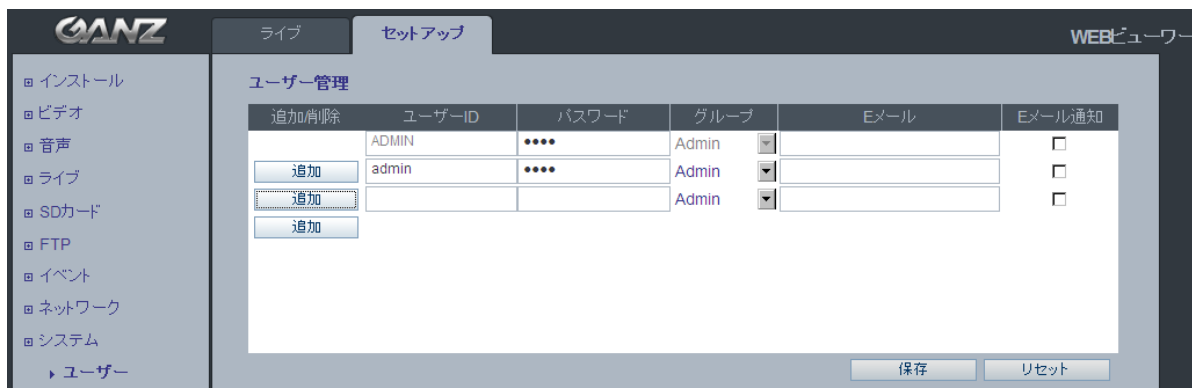 GANZ
ライブ
セットアップ
WEBビューワー
インストール
ビデオ
音声
ライブ
SDカード
FTP
イベント
ネットワーク
システム
ユーザー
ユーザー管理
追加/削除 ユーザーID パスワード グループ Eメール Eメール通知
ADMIN •••• Admin
追加 admin •••• Admin
追加 Admin
追加
保存 リセット